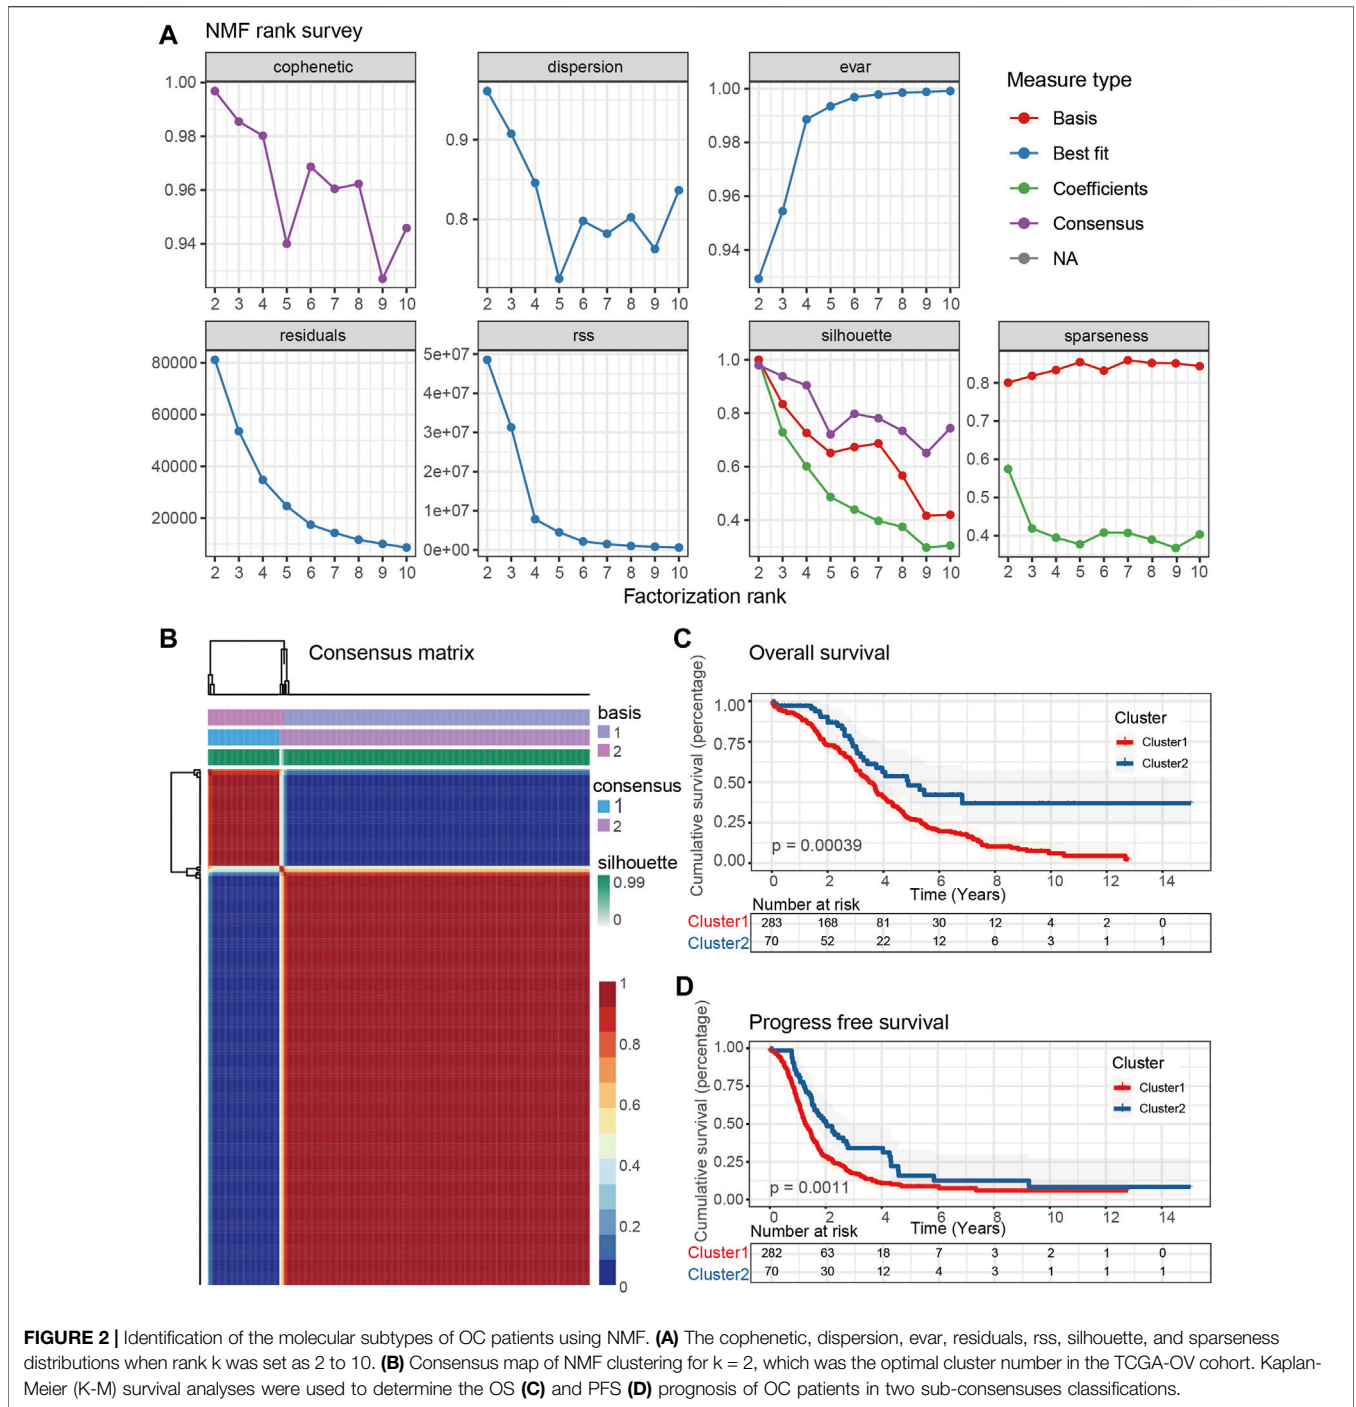 A NMF rank survey
cophenetic
1.00
0.98
0.96
0.94
2 3 4 5 6 7 8 9 10
dispersion
0.9
0.8
2 3 4 5 6 7 8 9 10
evar
1.00
0.98
0.96
0.94
2 3 4 5 6 7 8 9 10
Measure type
Basis
Best fit
Coefficients
Consensus
NA
residuals
80000
60000
40000
20000
2 3 4 5 6 7 8 9 10
rss
5e+07
3e+07
2e+07
1e+07
0e+00
2 3 4 5 6 7 8 9 10
silhouette
1.0
0.8
0.6
0.4
2 3 4 5 6 7 8 9 10
sparseness
0.8
0.7
0.6
0.5
0.4
2 3 4 5 6 7 8 9 10
Factorization rank
B Consensus matrix
basis
1
2
consensus
1
2
silhouette
0.99
0
1
0.8
0.6
0.4
0.2
0
C
Overall survival
Cumulative survival (percentage)
1.00
0.75
0.50
0.25
0.00
Cluster
Cluster1
Cluster2
p = 0.00039
0 2 4 6 8 10 12 14
Time (Years)
Number at risk
Cluster1 283 168 81 30 12 4 2 0
Cluster2 70 52 22 12 6 3 1 1
D
Progress free survival
Cumulative survival (percentage)
1.00
0.75
0.50
0.25
0.00
Cluster
Cluster1
Cluster2
p = 0.0011
0 2 4 6 8 10 12 14
Time (Years)
Number at risk
Cluster1 282 63 18 7 3 2 1 0
Cluster2 70 30 12 4 3 1 1 1
FIGURE 2 | Identification of the molecular subtypes of OC patients using NMF. (A) The cophenetic, dispersion, evar, residuals, rss, silhouette, and sparseness
distributions when rank k was set as 2 to 10. (B) Consensus map of NMF clustering for k = 2, which was the optimal cluster number in the TCGA-OV cohort. Kaplan-
Meier (K-M) survival analyses were used to determine the OS (C) and PFS (D) prognosis of OC patients in two sub-consensuses classifications.